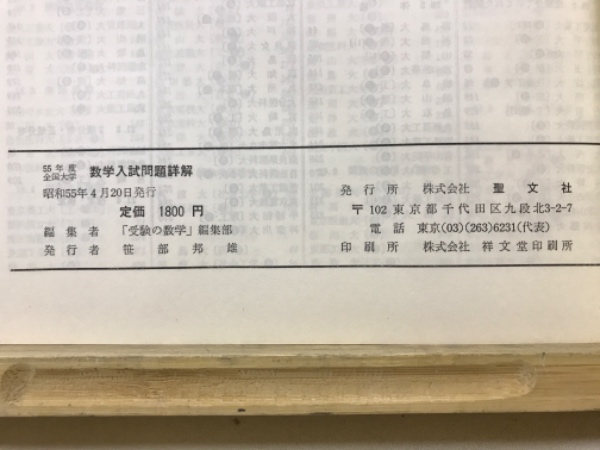 55年度
全国大学 数学入試問題詳解
昭和55年4月20日発行
定価 1800円
編集者 「受験の数学」編集部
発行者 笹部邦雄
発行所 株式会社 聖文社
〒102 東京都千代田区九段北3-2-7
電話 東京(03)(263)6231(代表)
印刷所 株式会社 祥文堂印刷所